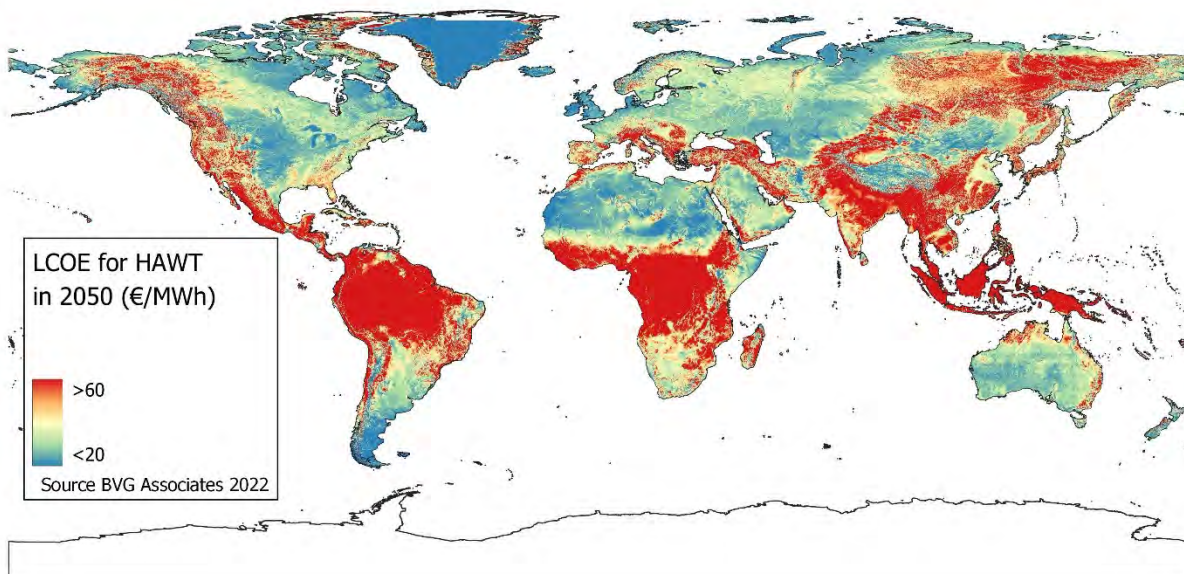 LCOE for HAWT
in 2050 (€/MWh)
>60
<20
Source BVG Associates 2022